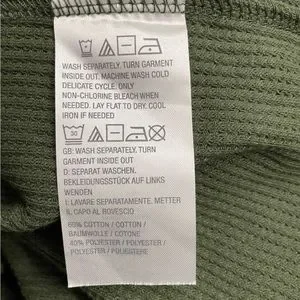 WASH SEPARATELY. TURN GARMENT
INSIDE OUT. MACHINE WASH COLD
DELICATE CYCLE. ONLY
NON-CHLORINE BLEACH WHEN
NEEDED. LAY FLAT TO DRY. COOL
IRON IF NEEDED
30
GB: WASH SEPARATELY. TURN
GARMENT INSIDE OUT
D: SEPARAT WASCHEN.
BEKLEIDUNGSSTÜCK AUF LINKS
WENDEN
I: LAVARE SEPARATAMENTE. METTER
IL CAPO AL ROVESCIO
60% COTTON / COTTON /
BAUMWOLLE / COTONE
40% POLYESTER / POLYESTER /
POLYESTER / POLIESTERE